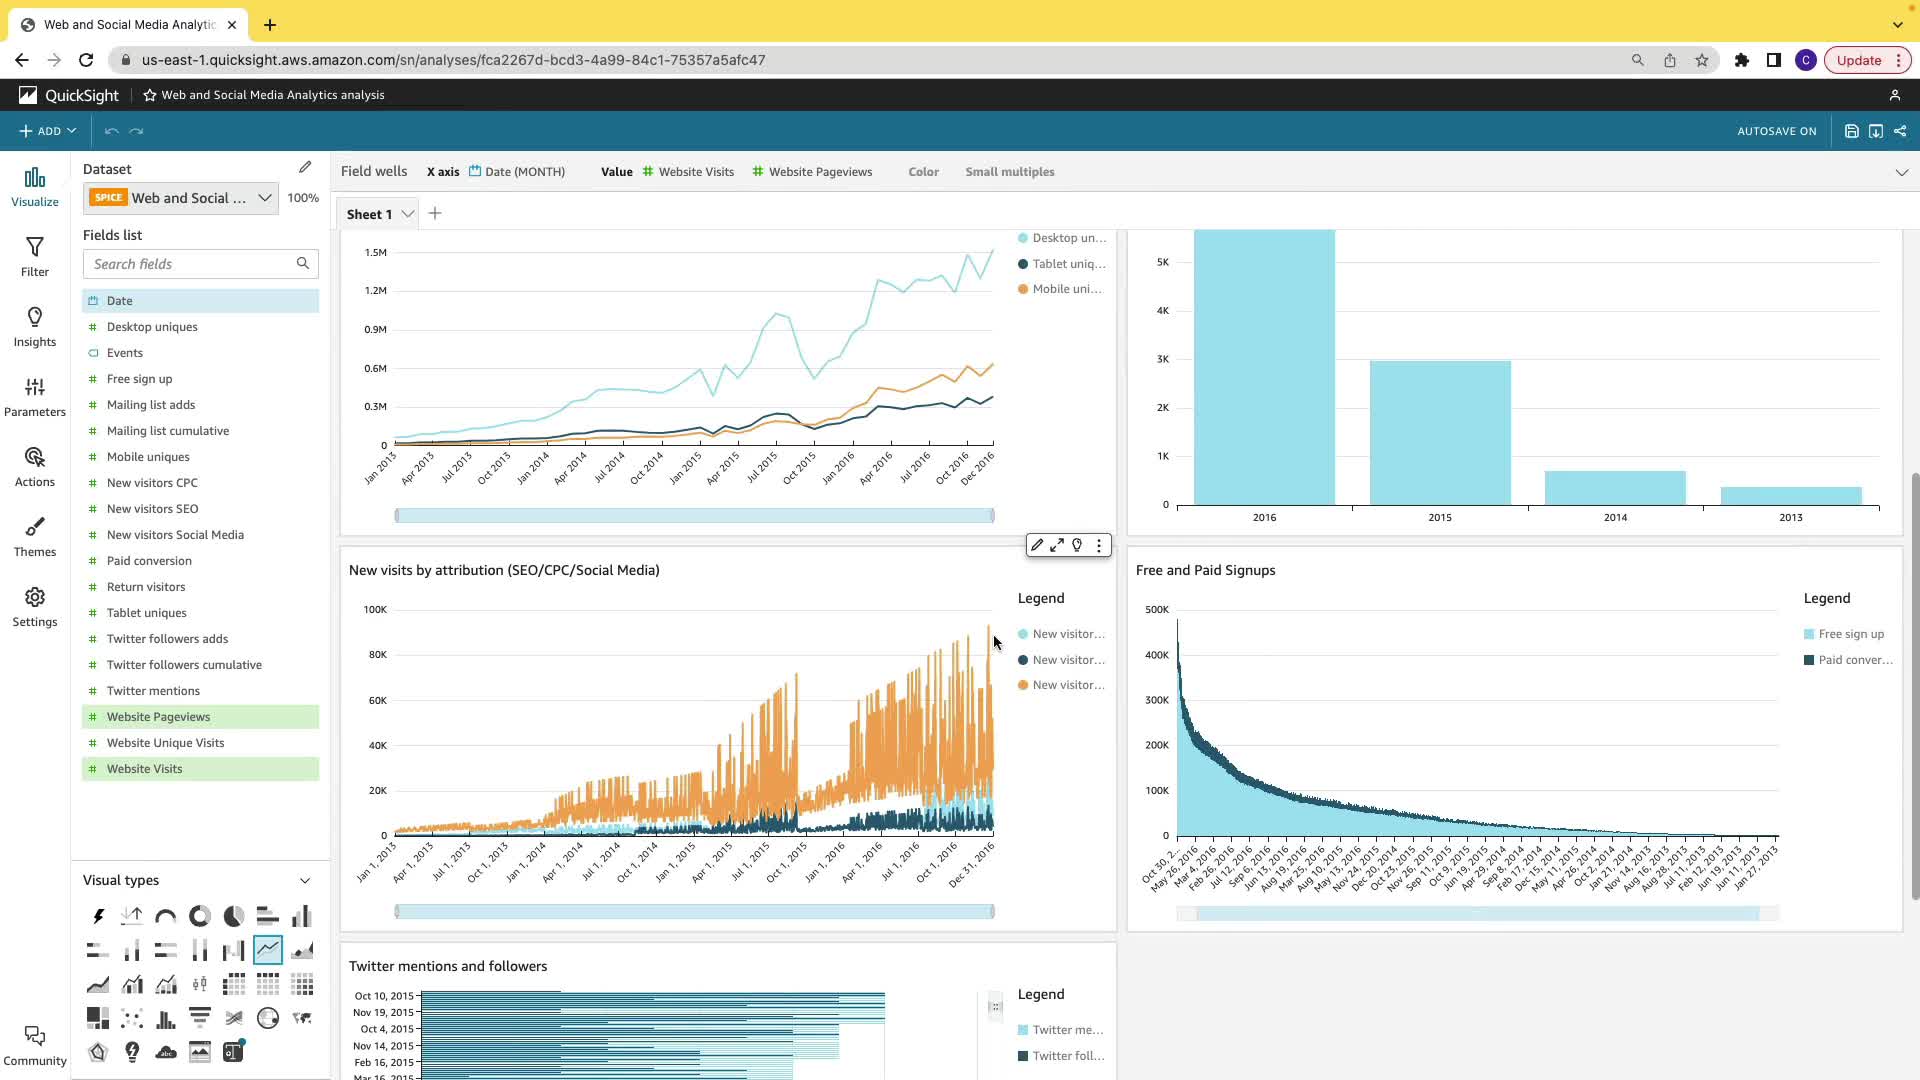 Web and Social Media Analytic
us-east-1.quicksight.aws.amazon.com/sn/analyses/fca2267d-bcd3-4a99-84c1-75357a5afc47
C
Update
QuickSight
Web and Social Media Analytics analysis
ADD
AUTOSAVE ON
Visualize
Filter
Insights
Parameters
Actions
Themes
Settings
Community
Dataset
SPICE Web and Social ... 100%
Fields list
Search fields
Date
Desktop uniques
Events
Free sign up
Mailing list adds
Mailing list cumulative
Mobile uniques
New visitors CPC
New visitors SEO
New visitors Social Media
Paid conversion
Return visitors
Tablet uniques
Twitter followers adds
Twitter followers cumulative
Twitter mentions
Website Pageviews
Website Unique Visits
Website Visits
Visual types
abc
Field wells X axis Date (MONTH) Value Website Visits Website Pageviews Color Small multiples
Sheet 1
1.5M
1.2M
0.9M
0.6M
0.3M
0
Jan 2013 Apr 2013 Jul 2013 Oct 2013 Jan 2014 Apr 2014 Jul 2014 Oct 2014 Jan 2015 Apr 2015 Jul 2015 Oct 2015 Jan 2016 Apr 2016 Jul 2016 Oct 2016 Dec 2016
Desktop un...
Tablet uniq...
Mobile uni...
5K
4K
3K
2K
1K
0
2016 2015 2014 2013
New visits by attribution (SEO/CPC/Social Media)
100K
80K
60K
40K
20K
0
Jan 1, 2013 Apr 1, 2013 Jul 1, 2013 Oct 1, 2013 Jan 1, 2014 Apr 1, 2014 Jul 1, 2014 Oct 1, 2014 Jan 1, 2015 Apr 1, 2015 Jul 1, 2015 Oct 1, 2015 Jan 1, 2016 Apr 1, 2016 Jul 1, 2016 Oct 1, 2016 Dec 31, 2016
Legend
New visitor...
New visitor...
New visitor...
Free and Paid Signups
500K
400K
300K
200K
100K
0
Oct 30, 2... May 26, 2016 Mar 4, 2016 Feb 26, 2016 Jul 12, 2016 Sep 6, 2016 Jun 13, 2016 Aug 19, 2016 Mar 25, 2016 Aug 10, 2015 May 13, 2016 Nov 24, 2015 Dec 20, 2014 Oct 23, 2015 Nov 26, 2015 Sep 11, 2015 Oct 9, 2015 Jun 19, 2015 Apr 29, 2014 Sep 8, 2014 Feb 17, 2014 Dec 15, 2014 May 11, 2015 Apr 26, 2014 Oct 2, 2014 Jan 21, 2014 Nov 14, 2013 Aug 16, 2013 Aug 28, 2013 Jul 11, 2013 Feb 12, 2013 Jun 19, 2013 Jun 11, 2013 Jan 27, 2013
Legend
Free sign up
Paid conver...
Twitter mentions and followers
Oct 10, 2015
Nov 19, 2015
Oct 4, 2015
Nov 14, 2015
Feb 16, 2015
Mar 16, 2015
Legend
Twitter me...
Twitter foll...